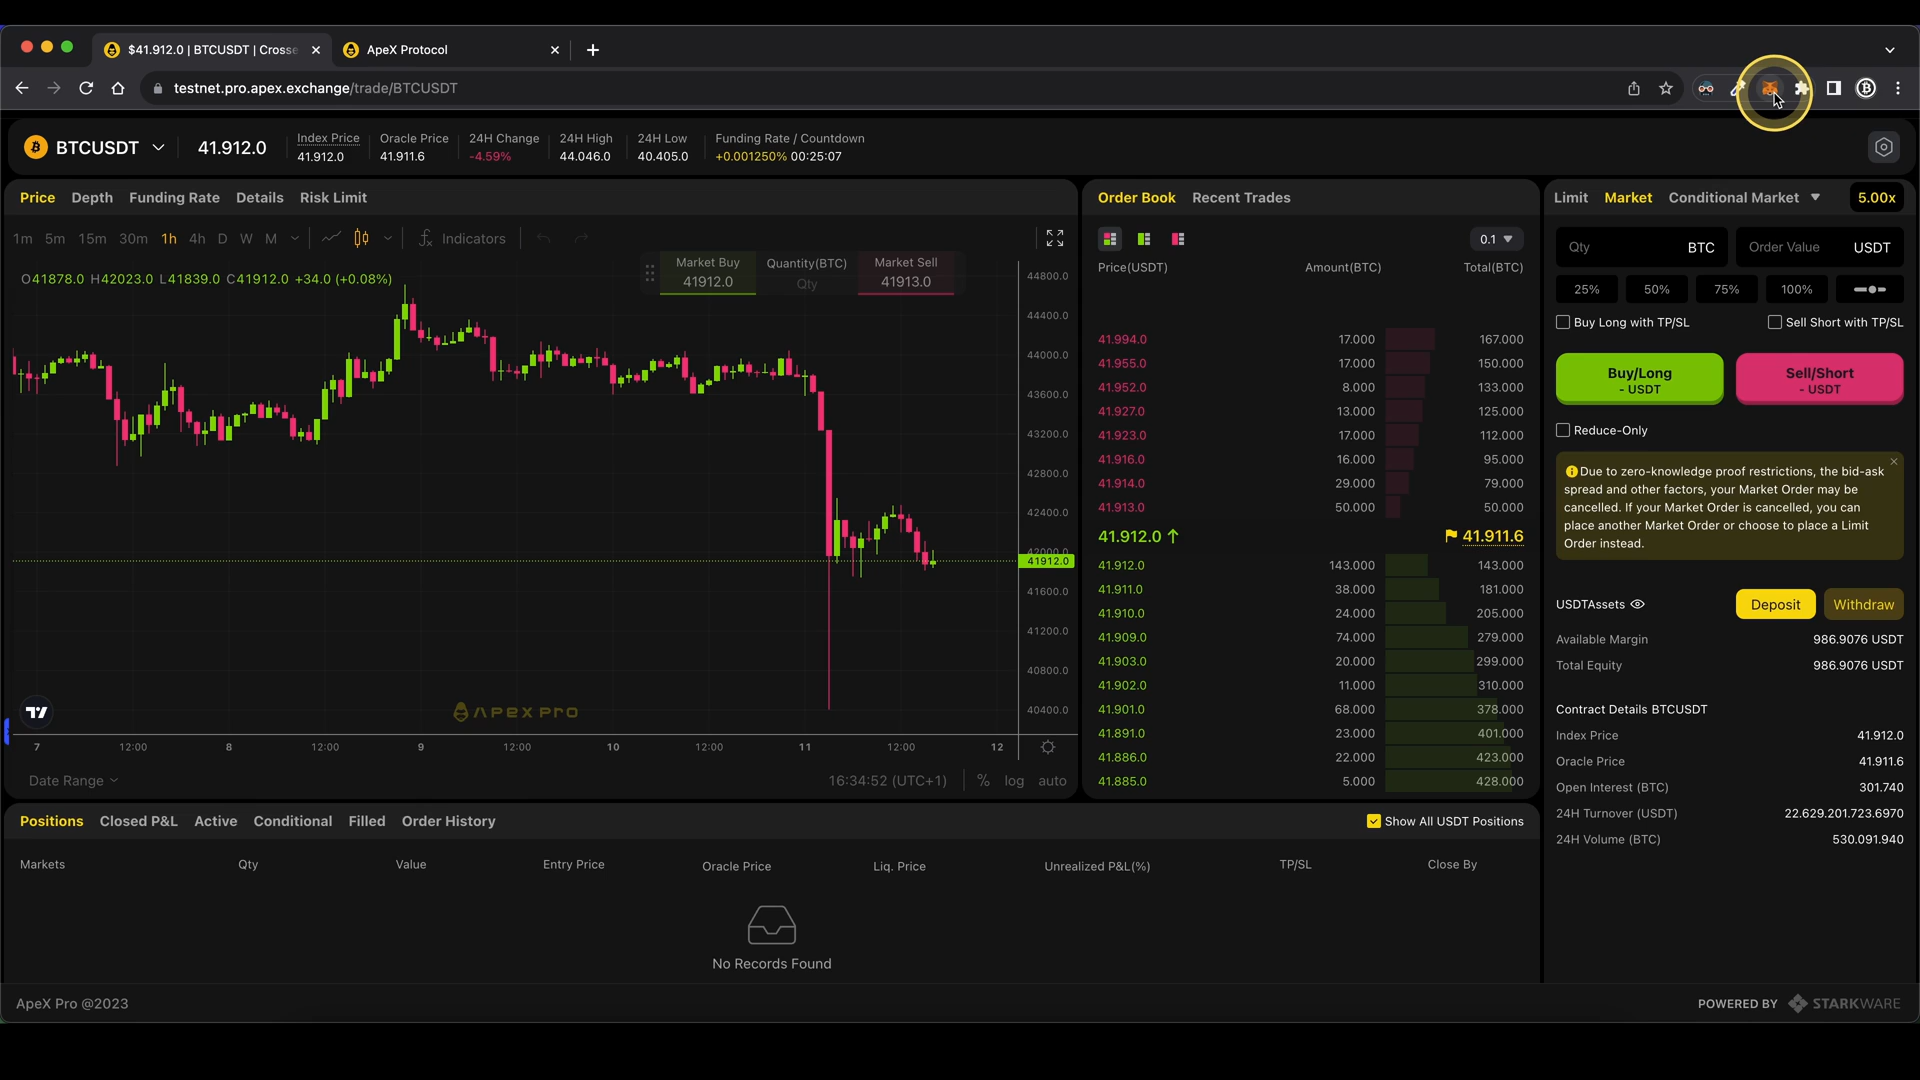 $41.912.0 | BTCUSDT | Crosse
ApeX Protocol
testnet.pro.apex.exchange/trade/BTCUSDT
BTCUSDT
41.912.0
Index Price
41.912.0
Oracle Price
41.911.6
24H Change
-4.59%
24H High
44.046.0
24H Low
40.405.0
Funding Rate / Countdown
+0.001250% 00:25:07
Price Depth Funding Rate Details Risk Limit
1m 5m 15m 30m 1h 4h D W M Indicators
O41878.0 H42023.0 L41839.0 C41912.0 +34.0 (+0.08%)
Market Buy
41912.0
Quantity(BTC)
Qty
Market Sell
41913.0
44800.0
44400.0
44000.0
43600.0
43200.0
42800.0
42400.0
42000.0
41912.0
41600.0
41200.0
40800.0
40400.0
APEX PRO
7 12:00 8 12:00 9 12:00 10 12:00 11 12:00 12
Date Range
16:34:52 (UTC+1) % log auto
Order Book Recent Trades
0.1
Price(USDT) Amount(BTC) Total(BTC)
41.994.0 17.000 167.000
41.955.0 17.000 150.000
41.952.0 8.000 133.000
41.927.0 13.000 125.000
41.923.0 17.000 112.000
41.916.0 16.000 95.000
41.914.0 29.000 79.000
41.913.0 50.000 50.000
41.912.0 41.911.6
41.912.0 143.000 143.000
41.911.0 38.000 181.000
41.910.0 24.000 205.000
41.909.0 74.000 279.000
41.903.0 20.000 299.000
41.902.0 11.000 310.000
41.901.0 68.000 378.000
41.891.0 23.000 401.000
41.886.0 22.000 423.000
41.885.0 5.000 428.000
Limit Market Conditional Market 5.00x
Qty BTC Order Value USDT
25% 50% 75% 100%
Buy Long with TP/SL Sell Short with TP/SL
Buy/Long
- USDT
Sell/Short
- USDT
Reduce-Only
Due to zero-knowledge proof restrictions, the bid-ask
spread and other factors, your Market Order may be
cancelled. If your Market Order is cancelled, you can
place another Market Order or choose to place a Limit
Order instead.
USDTAssets Deposit Withdraw
Available Margin 986.9076 USDT
Total Equity 986.9076 USDT
Contract Details BTCUSDT
Index Price 41.912.0
Oracle Price 41.911.6
Open Interest (BTC) 301.740
24H Turnover (USDT) 22.629.201.723.6970
24H Volume (BTC) 530.091.940
Positions Closed P&L Active Conditional Filled Order History
Show All USDT Positions
Markets Qty Value Entry Price Oracle Price Liq. Price Unrealized P&L(%) TP/SL Close By
No Records Found
ApeX Pro @2023
POWERED BY STARKWARE